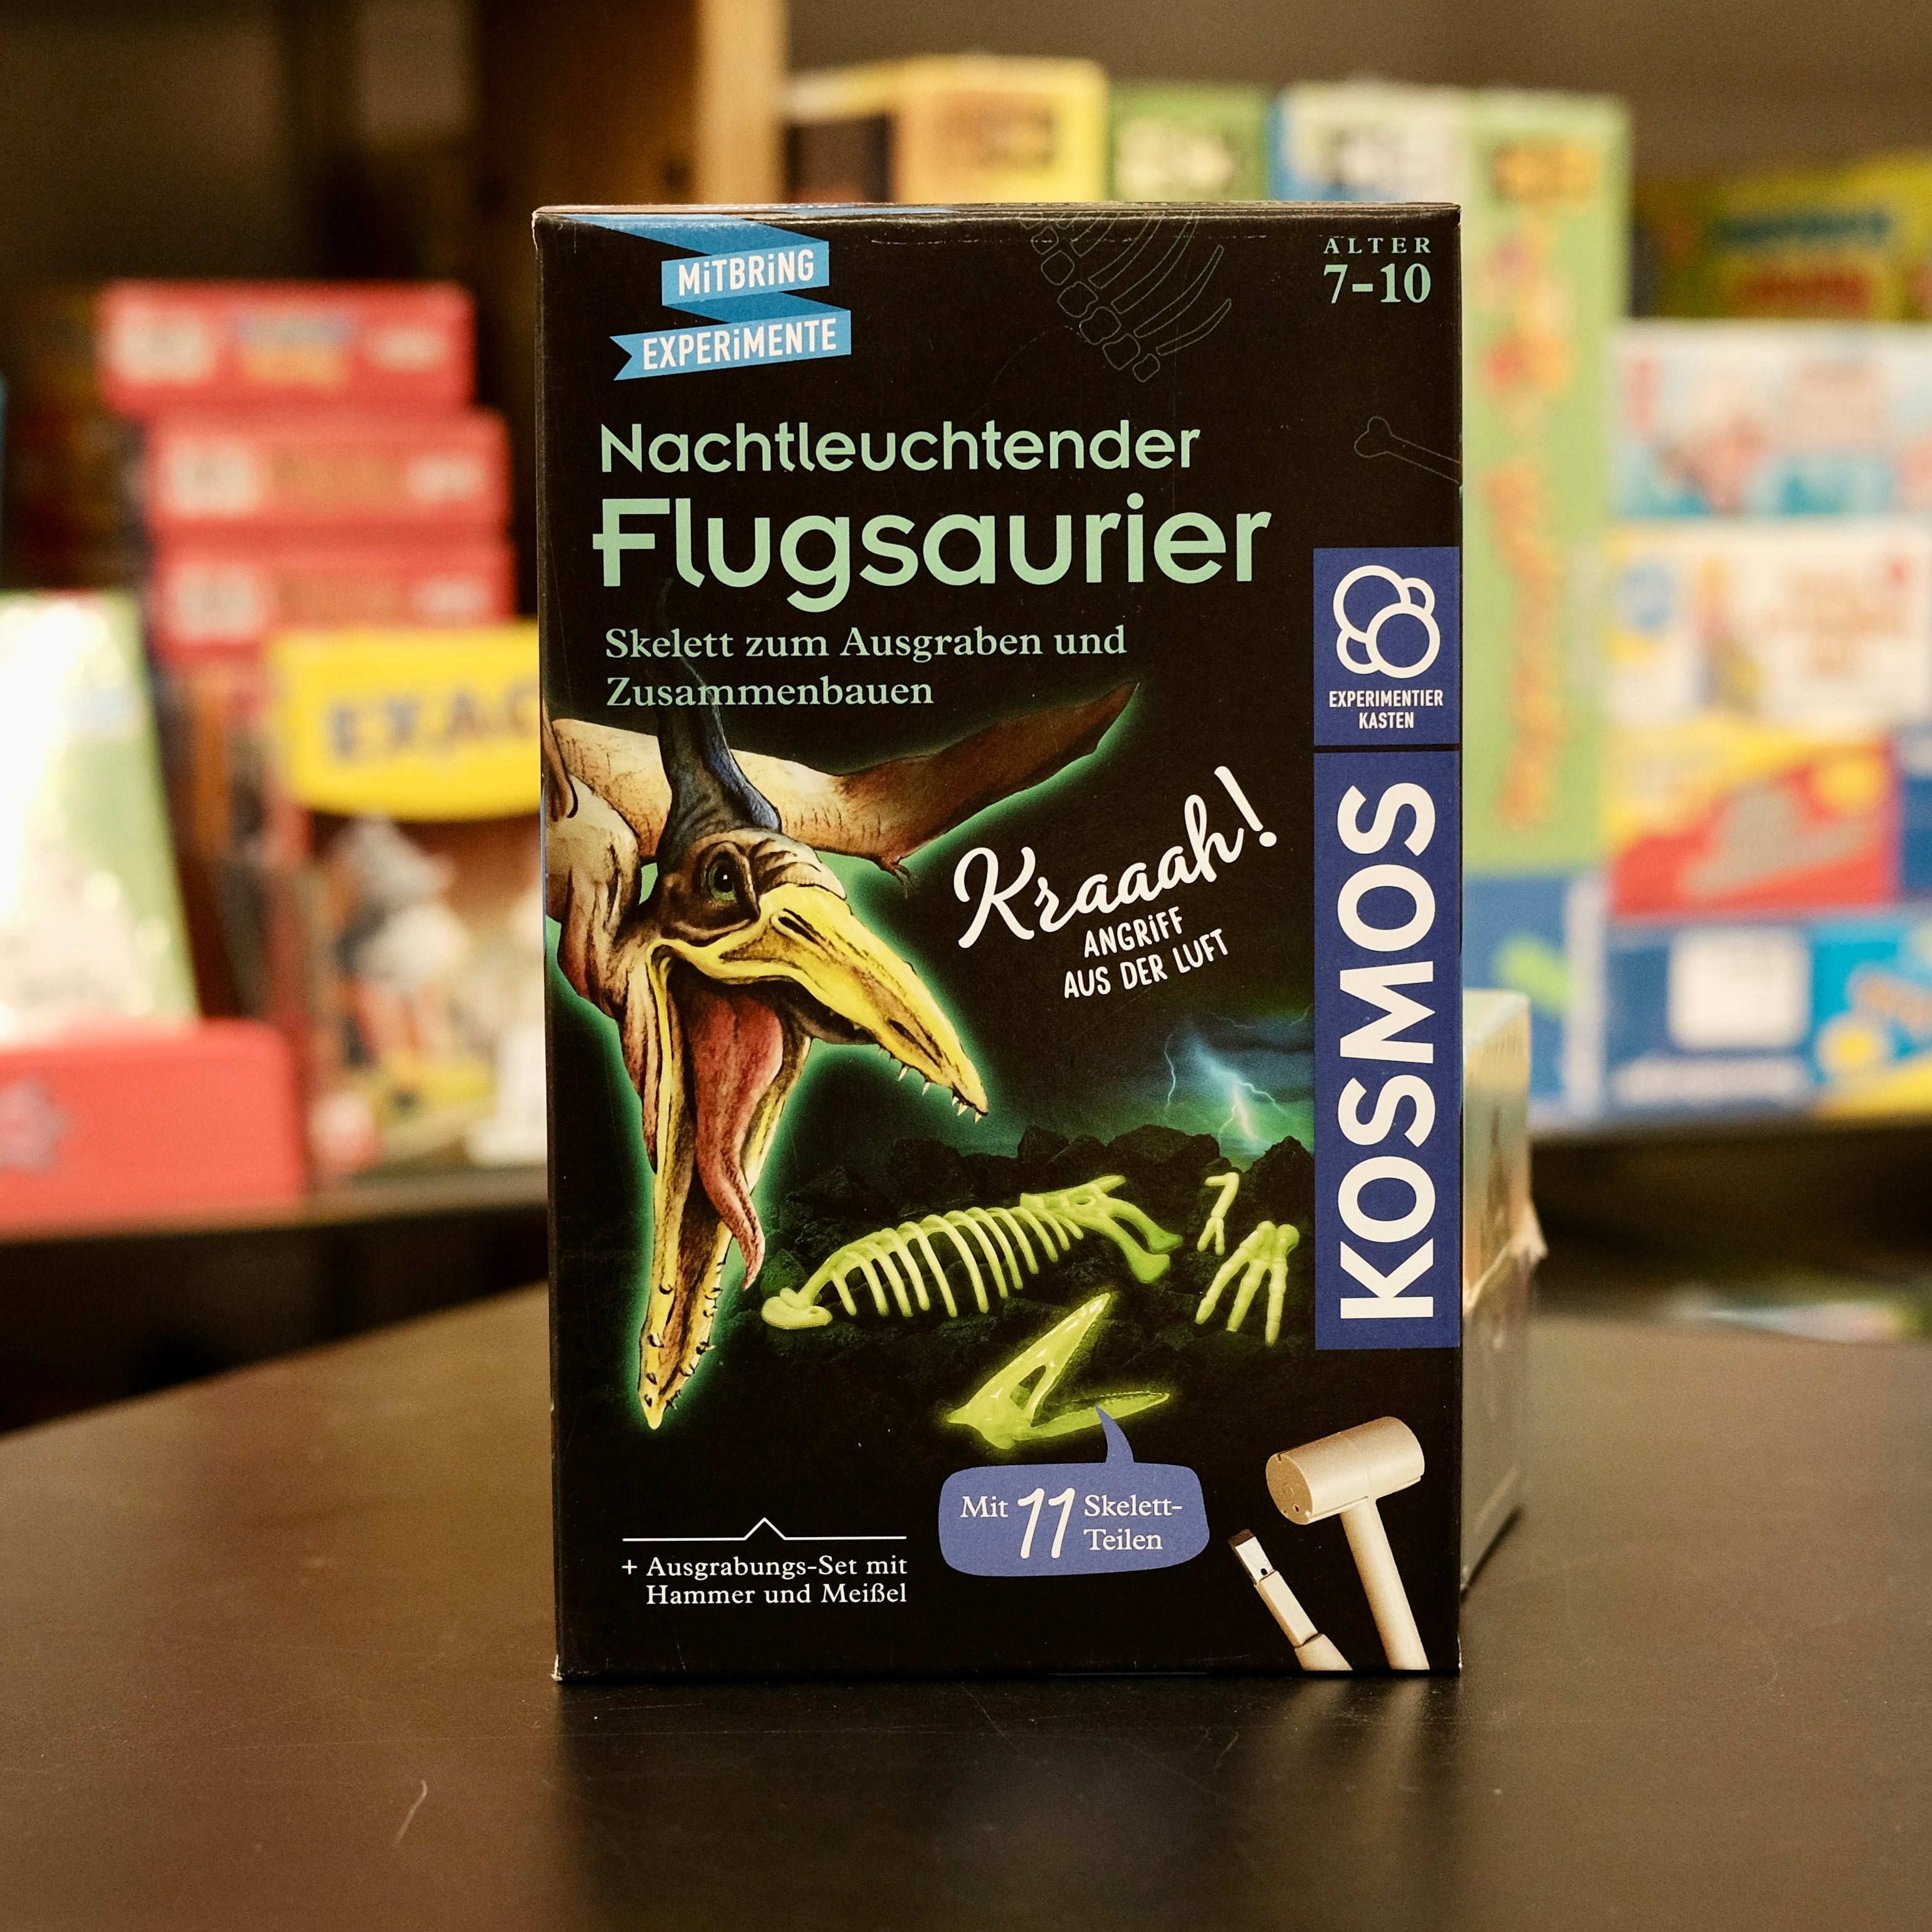 MiTBRiNG
EXPERiMENTE
ALTER
7-10
Nachtleuchtender
Flugsaurier
Skelett zum Ausgraben und
Zusammenbauen
EXPERIMENTIER
KASTEN
KOSMOS
Kraaah!
ANGRiFF
AUS DER LUFT
Mit 11 Skelett-
Teilen
+ Ausgrabungs-Set mit
Hammer und Meißel